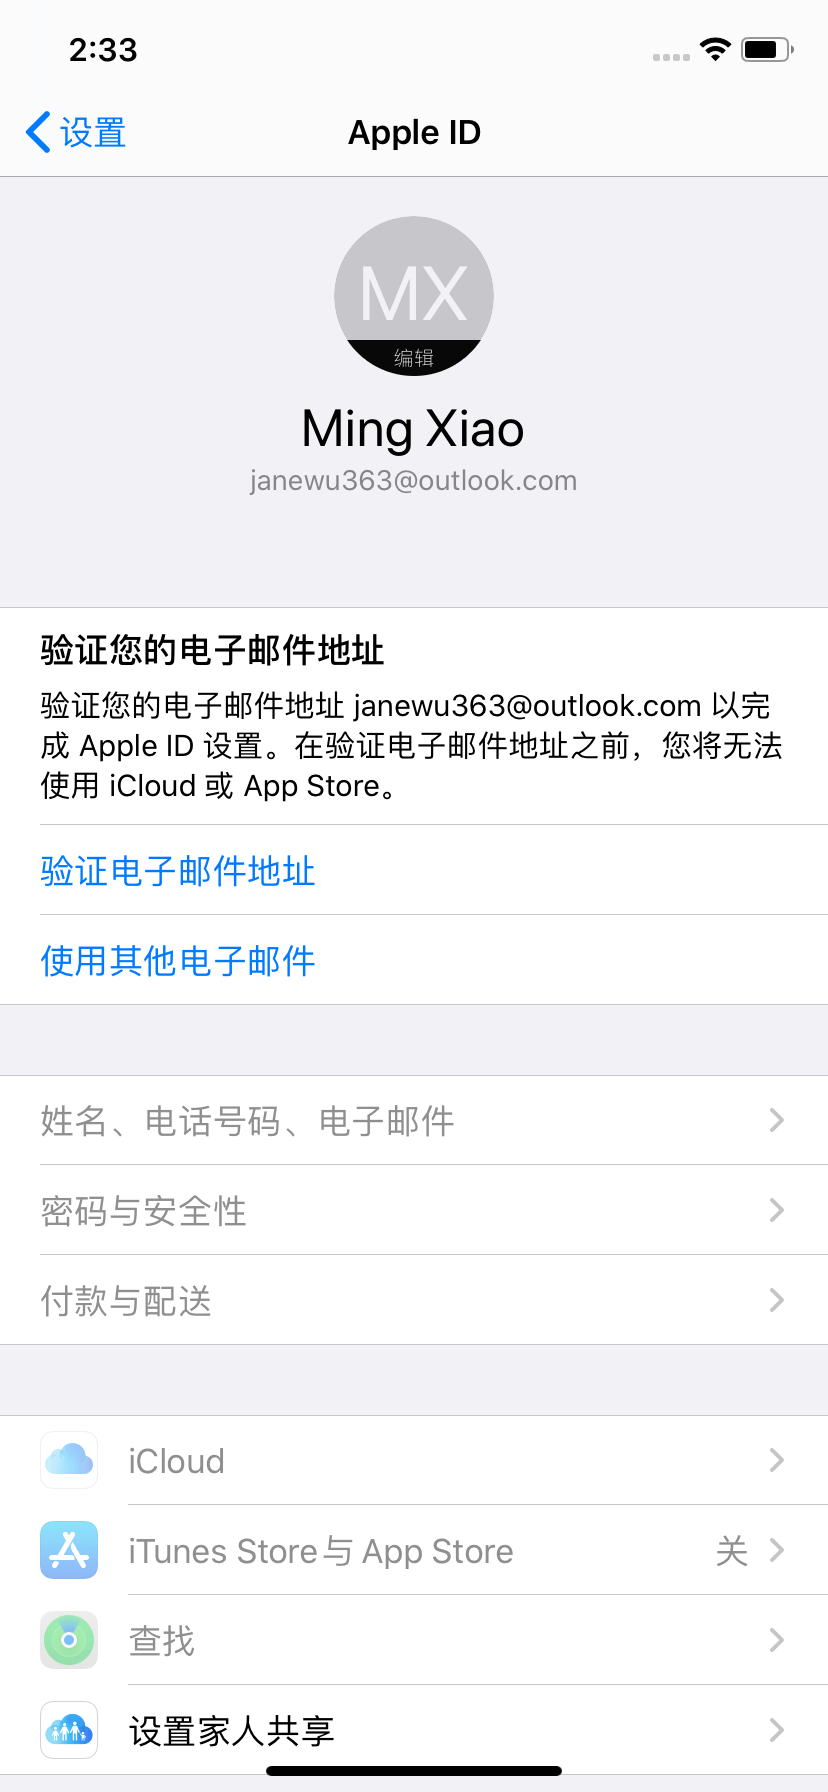 2:33
设置
Apple ID
MX
编辑
Ming Xiao
janewu363@outlook.com
验证您的电子邮件地址
验证您的电子邮件地址 janewu363@outlook.com 以完
成 Apple ID 设置。在验证电子邮件地址之前，您将无法
使用 iCloud 或 App Store。
验证电子邮件地址
使用其他电子邮件
姓名、电话号码、电子邮件
密码与安全性
付款与配送
iCloud
iTunes Store 与 App Store 关
查找
设置家人共享